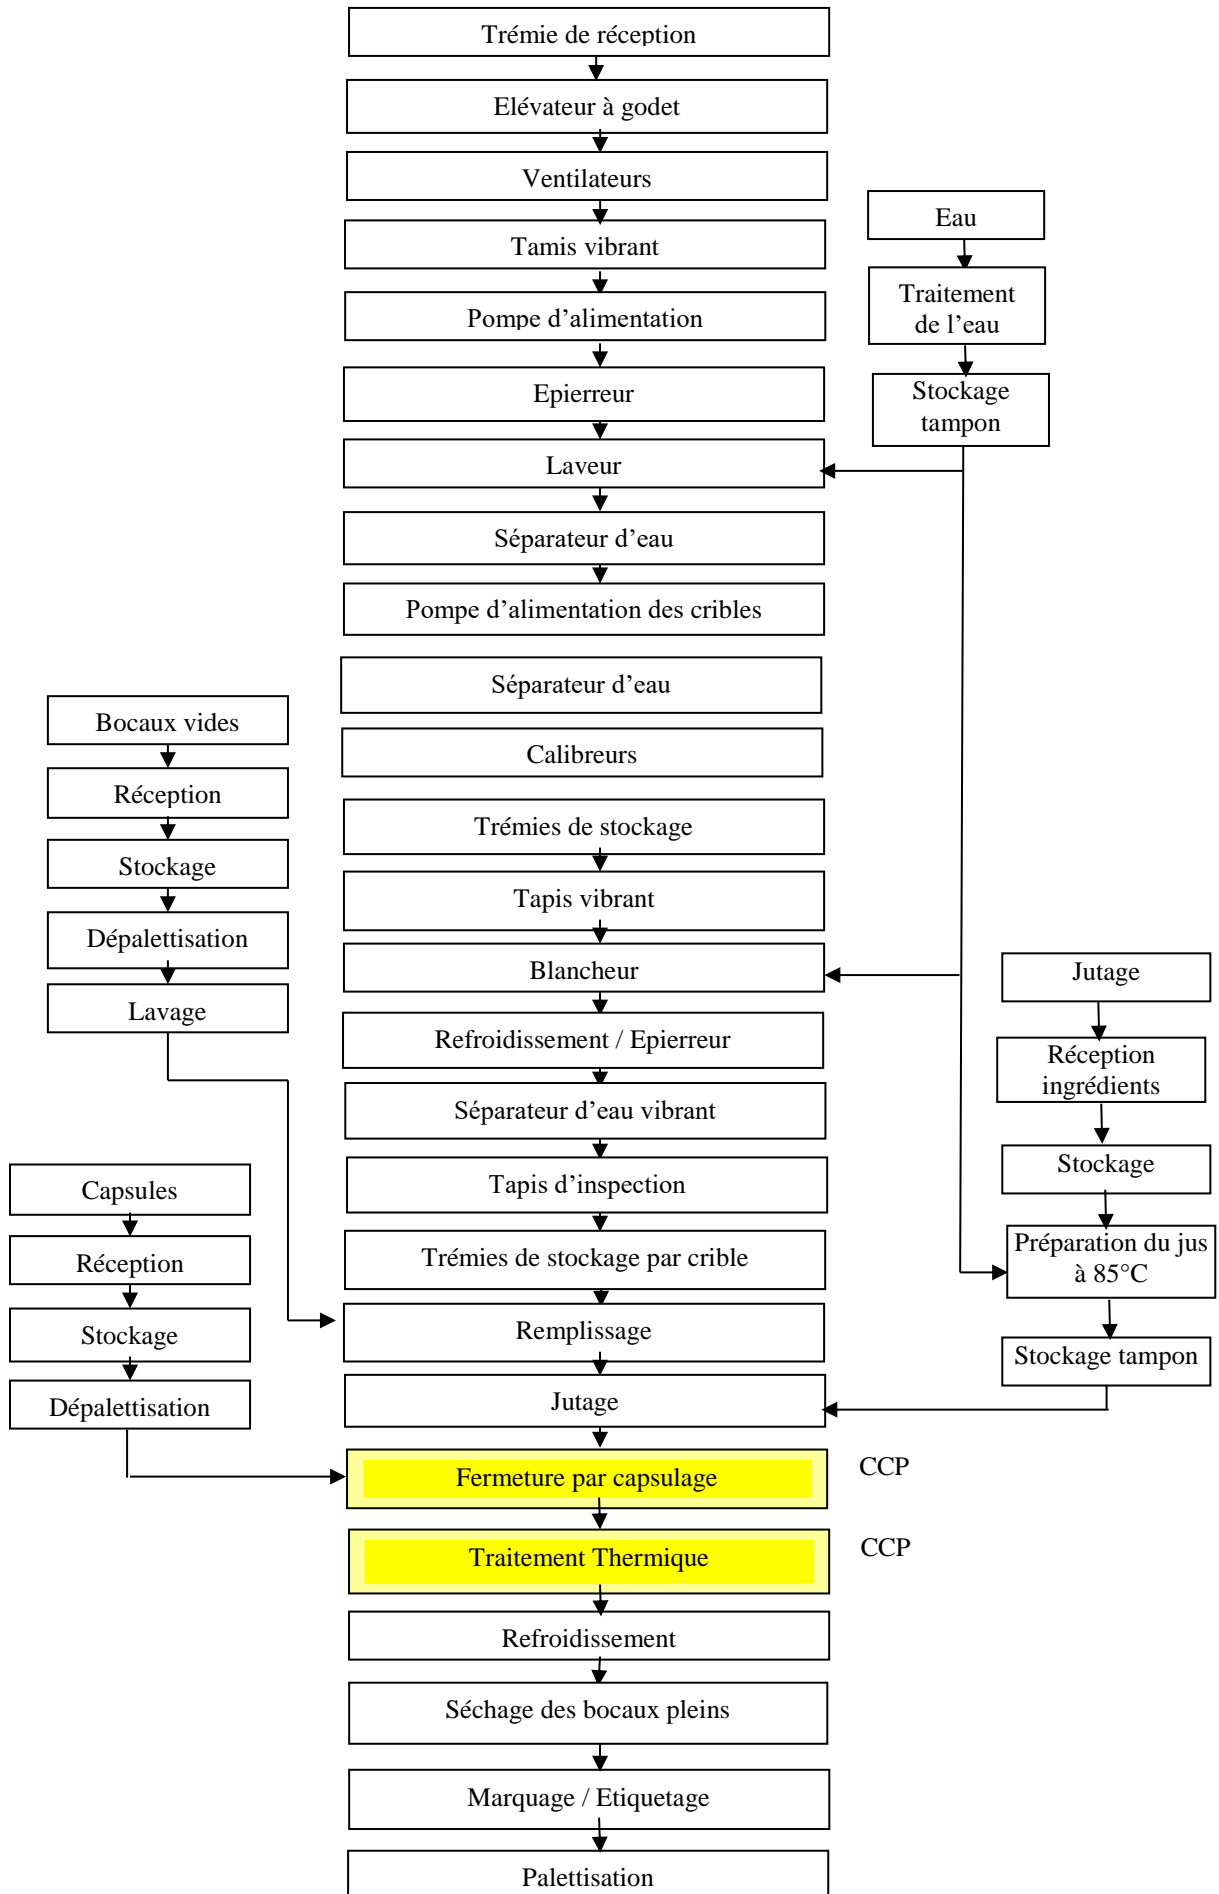 Trémie de réception
Elévateur à godet
Ventilateurs
Tamis vibrant
Pompe d’alimentation
Epierreur
Laveur
Séparateur d’eau
Pompe d’alimentation des cribles
Séparateur d’eau
Calibreurs
Trémies de stockage
Tapis vibrant
Blancheur
Refroidissement / Epierreur
Séparateur d’eau vibrant
Tapis d’inspection
Trémies de stockage par crible
Remplissage
Jutage
Fermeture par capsulage
CCP
Traitement Thermique
CCP
Refroidissement
Séchage des bocaux pleins
Marquage / Etiquetage
Palettisation
Eau
Traitement
de l’eau
Stockage
tampon
Bocaux vides
Réception
Stockage
Dépalettisation
Lavage
Capsules
Réception
Stockage
Dépalettisation
Jutage
Réception
ingrédients
Stockage
Préparation du jus
à 85°C
Stockage tampon